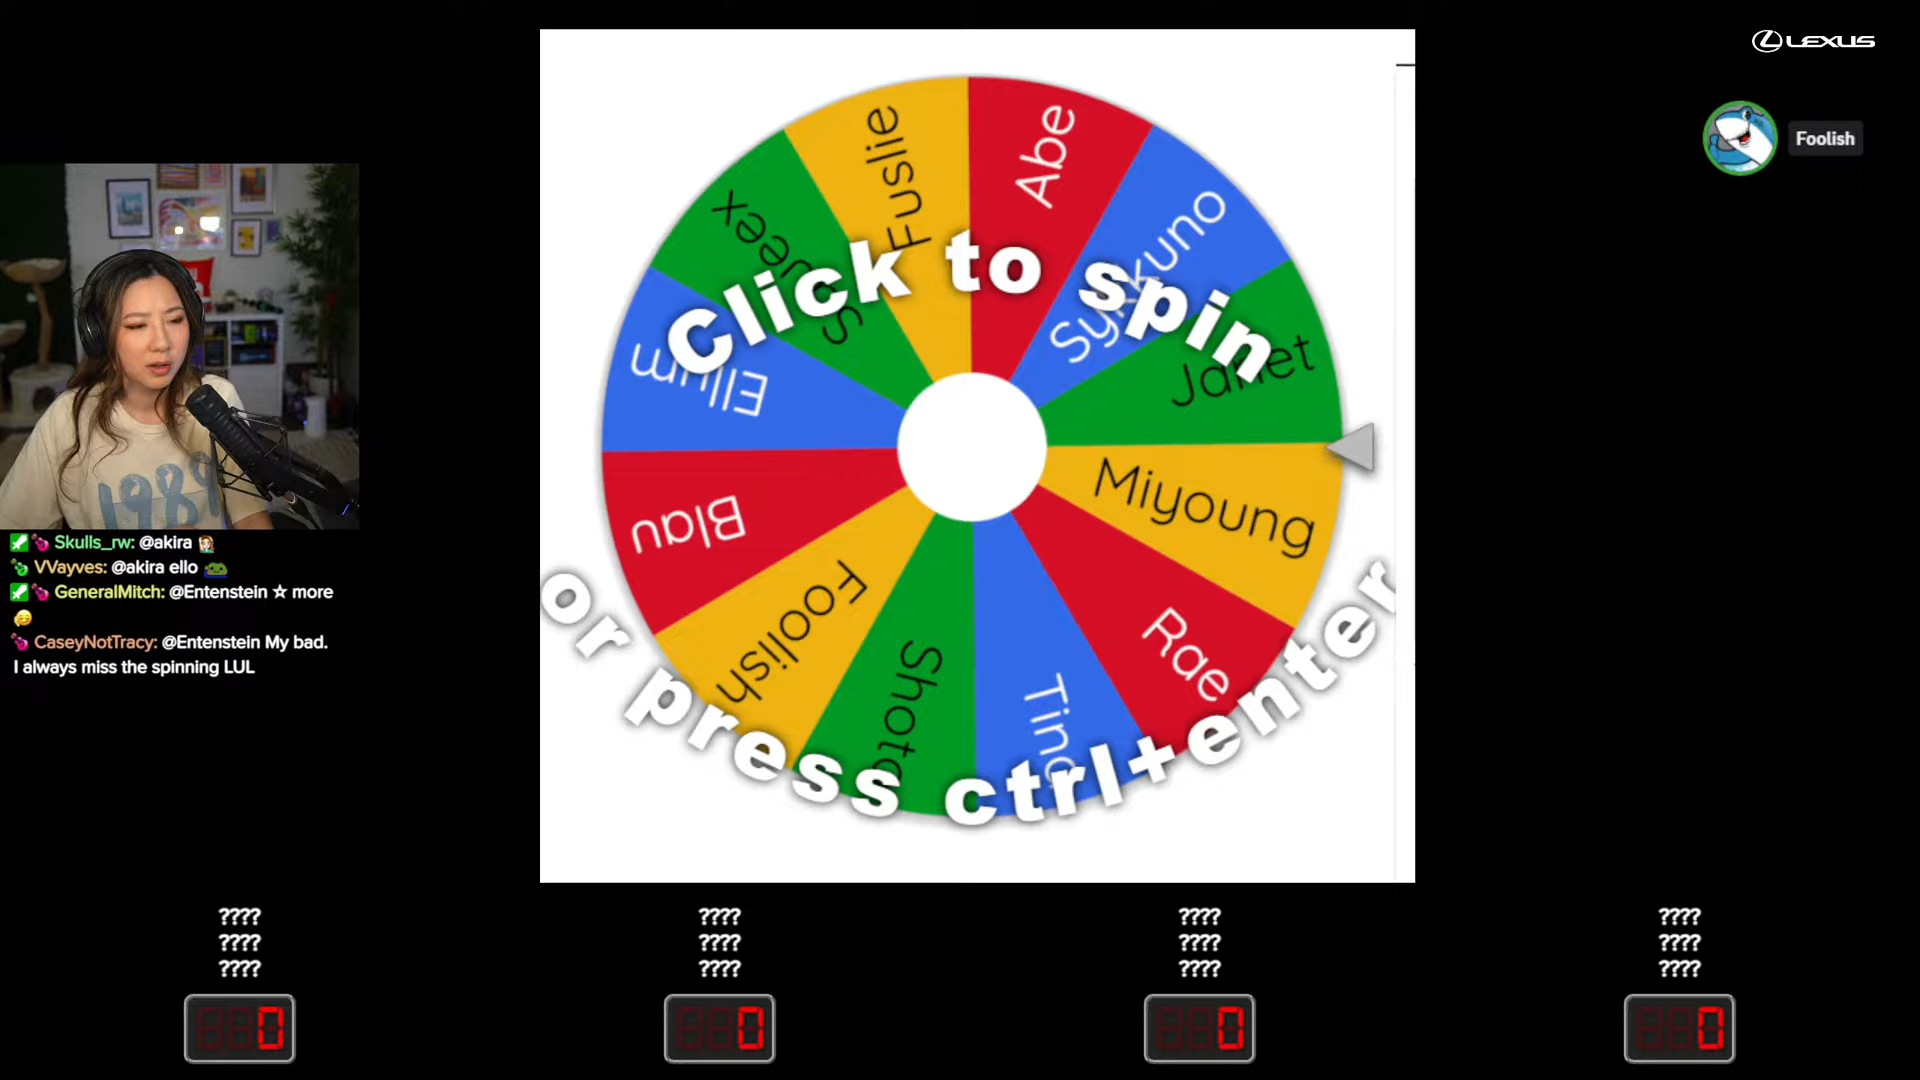 LEXUS
Foolish
Click to spin
or press ctrl+enter
Fuslie
Abe
Sykkuno
Janet
Miyoung
Rae
Tina
Shoto
Foolish
Blau
Ellum
1989
Skulls_rw: @akira
VVayves: @akira ello
GeneralMitch: @Entenstein ☆ more
CaseyNotTracy: @Entenstein My bad.
I always miss the spinning LUL
???? ???? ???? ????
???? ???? ???? ????
???? ???? ???? ????
0 0 0 0